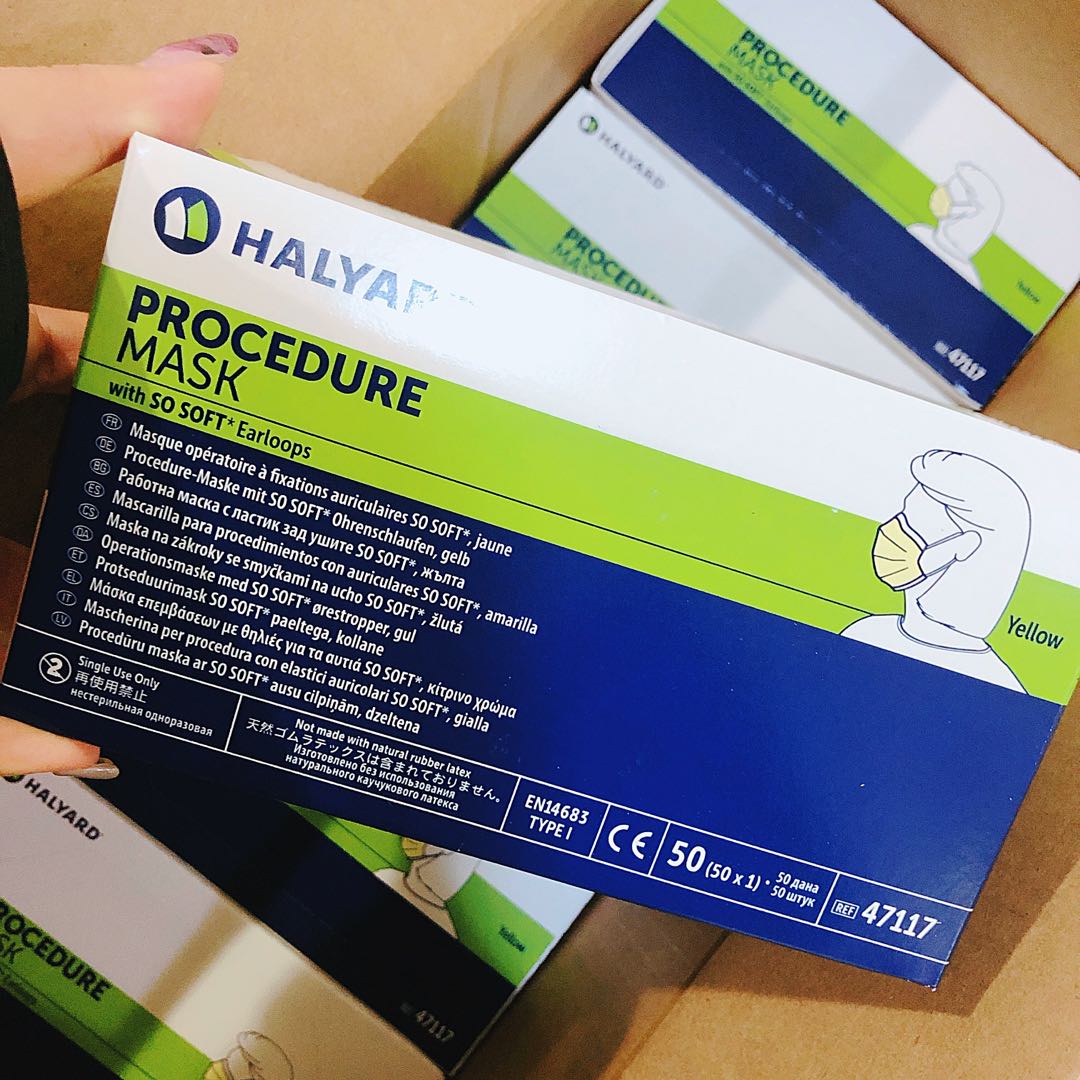 HALYARD
PROCEDURE
MASK
with SO SOFT* Earloops
FR Masque opératoire à fixations auriculaires SO SOFT*, jaune
DE Procedure-Maske mit SO SOFT* Ohrenschlaufen, gelb
BG Работна маска с ластик зад ушите SO SOFT*, жълта
ES Mascarilla para procedimientos con auriculares SO SOFT*, amarilla
CS Maska na zákroky se smyčkami na ucho SO SOFT*, žlutá
DA Operationsmaske med SO SOFT* ørestropper, gul
ET Protseduurimask SO SOFT* paeltega, kollane
EL Μάσκα επεμβάσεων με θηλιές για τα αυτιά SO SOFT*, κίτρινο χρώμα
IT Mascherina per procedura con elastici auricolari SO SOFT*, gialla
LV Procedūru maska ar SO SOFT* ausu cilpiņām, dzeltena
Yellow
2 Single Use Only
再使用禁止
нестерильная одноразовая
Not made with natural rubber latex
天然ゴムラテックスは含まれておりません。
Изготовлено без использования
натурального каучукового латекса
EN14683
TYPE I
CE
50 (50 x 1) • 50 дана
50 штук
REF 47117
PROCEDURE
MASK
Yellow
REF 47117
HALYARD
PROCEDU
MASK
HALYARD
ROCEDURE
SK
Yellow
47117